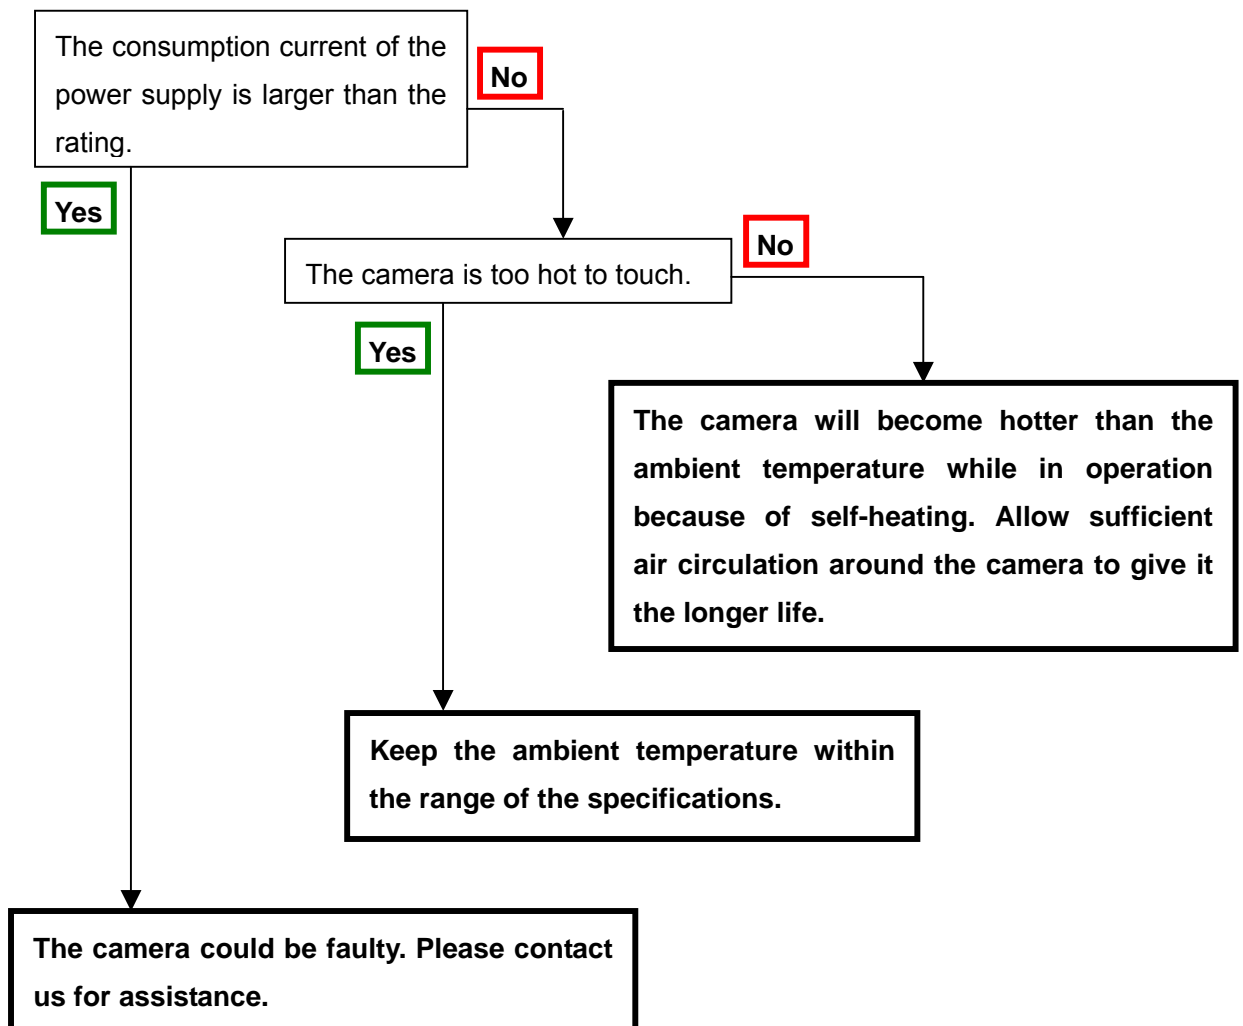 The consumption current of the
power supply is larger than the
rating.
No
Yes
The camera is too hot to touch.
No
Yes
The camera will become hotter than the
ambient temperature while in operation
because of self-heating. Allow sufficient
air circulation around the camera to give it
the longer life.
Keep the ambient temperature within
the range of the specifications.
The camera could be faulty. Please contact
us for assistance.